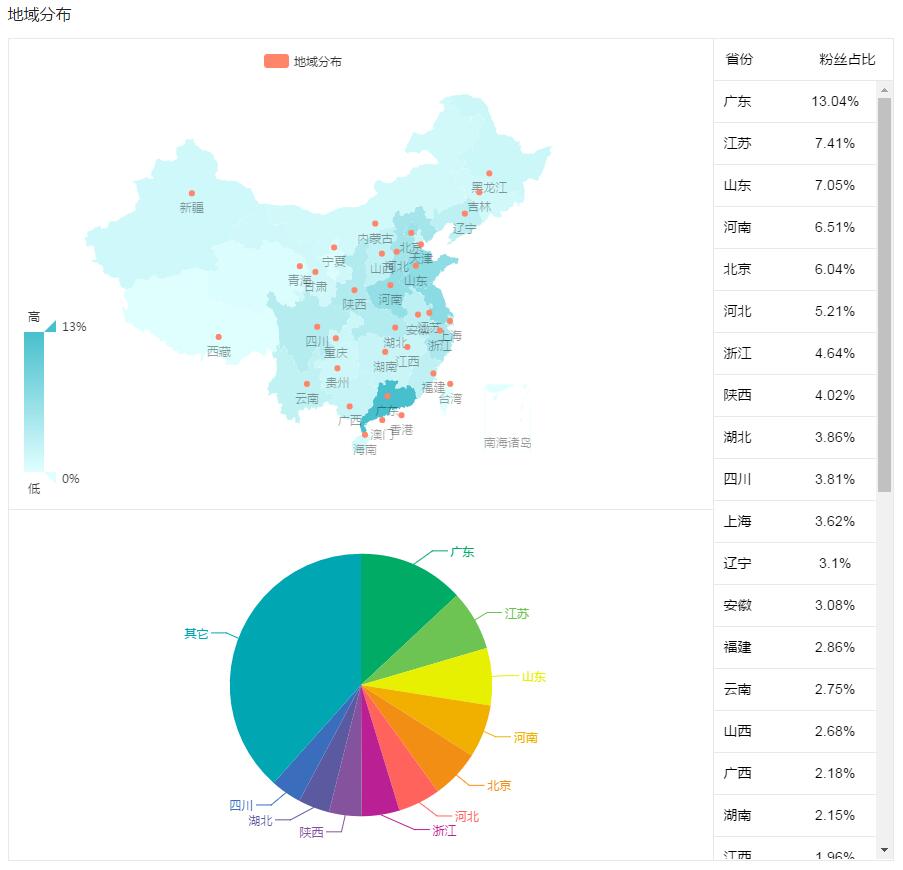 地域分布
地域分布
黑龙江
新疆
吉林
辽宁
内蒙古
北京
天津
宁夏
山西
河北
青海
甘肃
山东
陕西
河南
高
13%
安徽
江苏
上海
四川
湖北
浙江
西藏
重庆
湖南
江西
贵州
福建
云南
台湾
广东
广西
香港
澳门
南海诸岛
海南
0%
低
广东
江苏
其它
山东
河南
北京
四川
河北
湖北
浙江
陕西
省份 粉丝占比
广东 13.04%
江苏 7.41%
山东 7.05%
河南 6.51%
北京 6.04%
河北 5.21%
浙江 4.64%
陕西 4.02%
湖北 3.86%
四川 3.81%
上海 3.62%
辽宁 3.1%
安徽 3.08%
福建 2.86%
云南 2.75%
山西 2.68%
广西 2.18%
湖南 2.15%
江西 1.96%